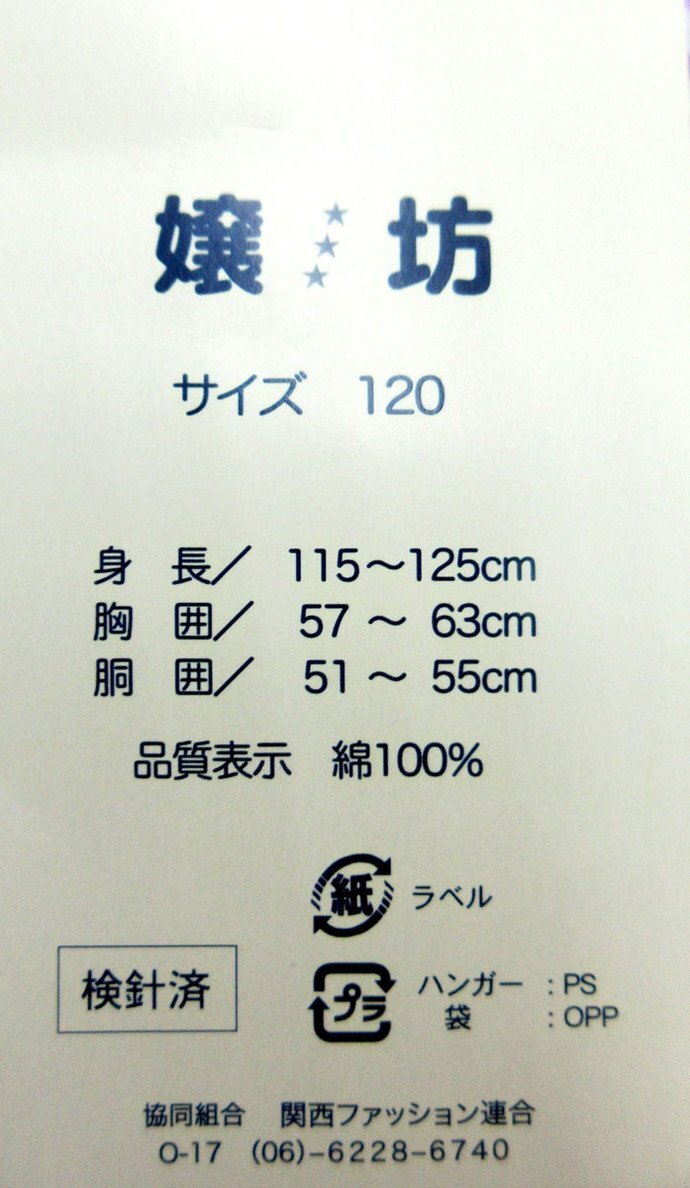 嬢★★★坊
サイズ 120
身 長／ 115〜125cm
胸 囲／ 57 〜 63cm
胴 囲／ 51 〜 55cm
品質表示 綿100%
紙 ラベル
検針済
プラ ハンガー : PS
袋 : OPP
協同組合 関西ファッション連合
O-17 (06)-6228-6740